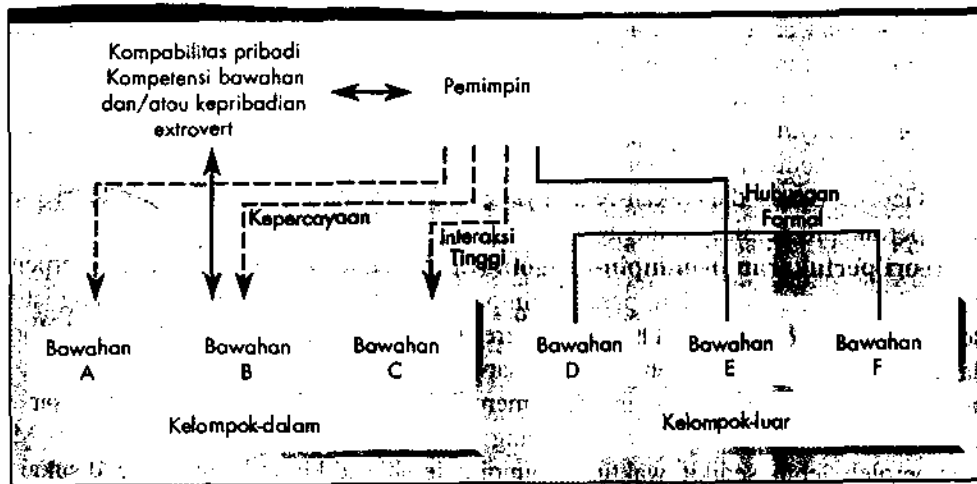 Kompabilitas pribadi
Kompetensi bawahan
dan/atou kepribadian
extrovert
Pemimpin
Kepercayaan
Interaksi
Tinggi
Hubungan
Formal
Bawahan
A
Bawahan
B
Bawahan
C
Bawahan
D
Bawahan
E
Bawahan
F
Kelompok-dalam
Kelompok-luar